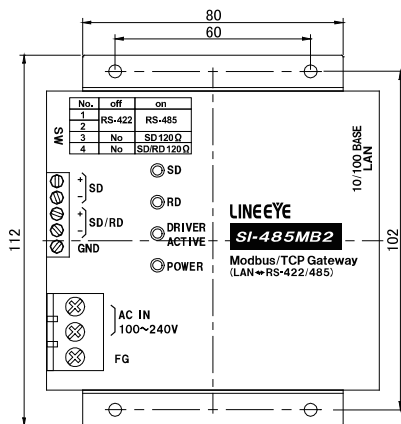 80
60
No. off on
1 RS-422 RS-485
2
3 No SD120Ω
4 No SD/RD120Ω
SW
10/100 BASE
LAN
SD
RD
DRIVER
ACTIVE
POWER
+
−
SD
+
−
SD/RD
GND
LINEEYE
SI-485MB2
Modbus/TCP Gateway
(LAN↔RS-422/485)
AC IN
100~240V
FG
112
102